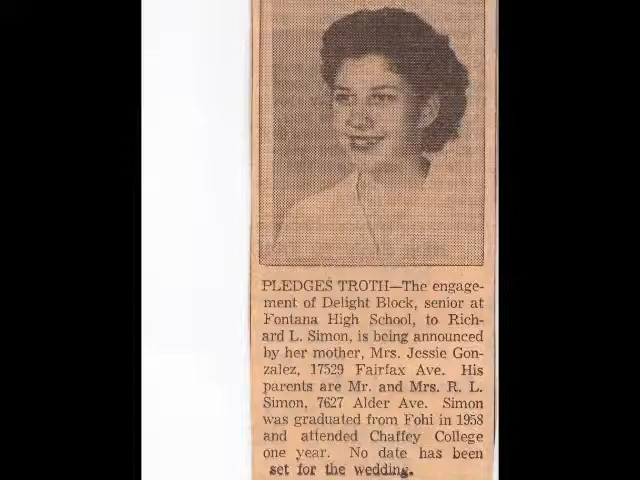 PLEDGES TROTH—The engage-
ment of Delight Block, senior at
Fontana High School, to Rich-
ard L. Simon, is being announced
by her mother, Mrs. Jessie Gon-
zalez, 17529 Fairfax Ave. His
parents are Mr. and Mrs. R. L.
Simon, 7627 Alder Ave. Simon
was graduated from Fohi in 1958
and attended Chaffey College
one year. No date has been
set for the wedding.